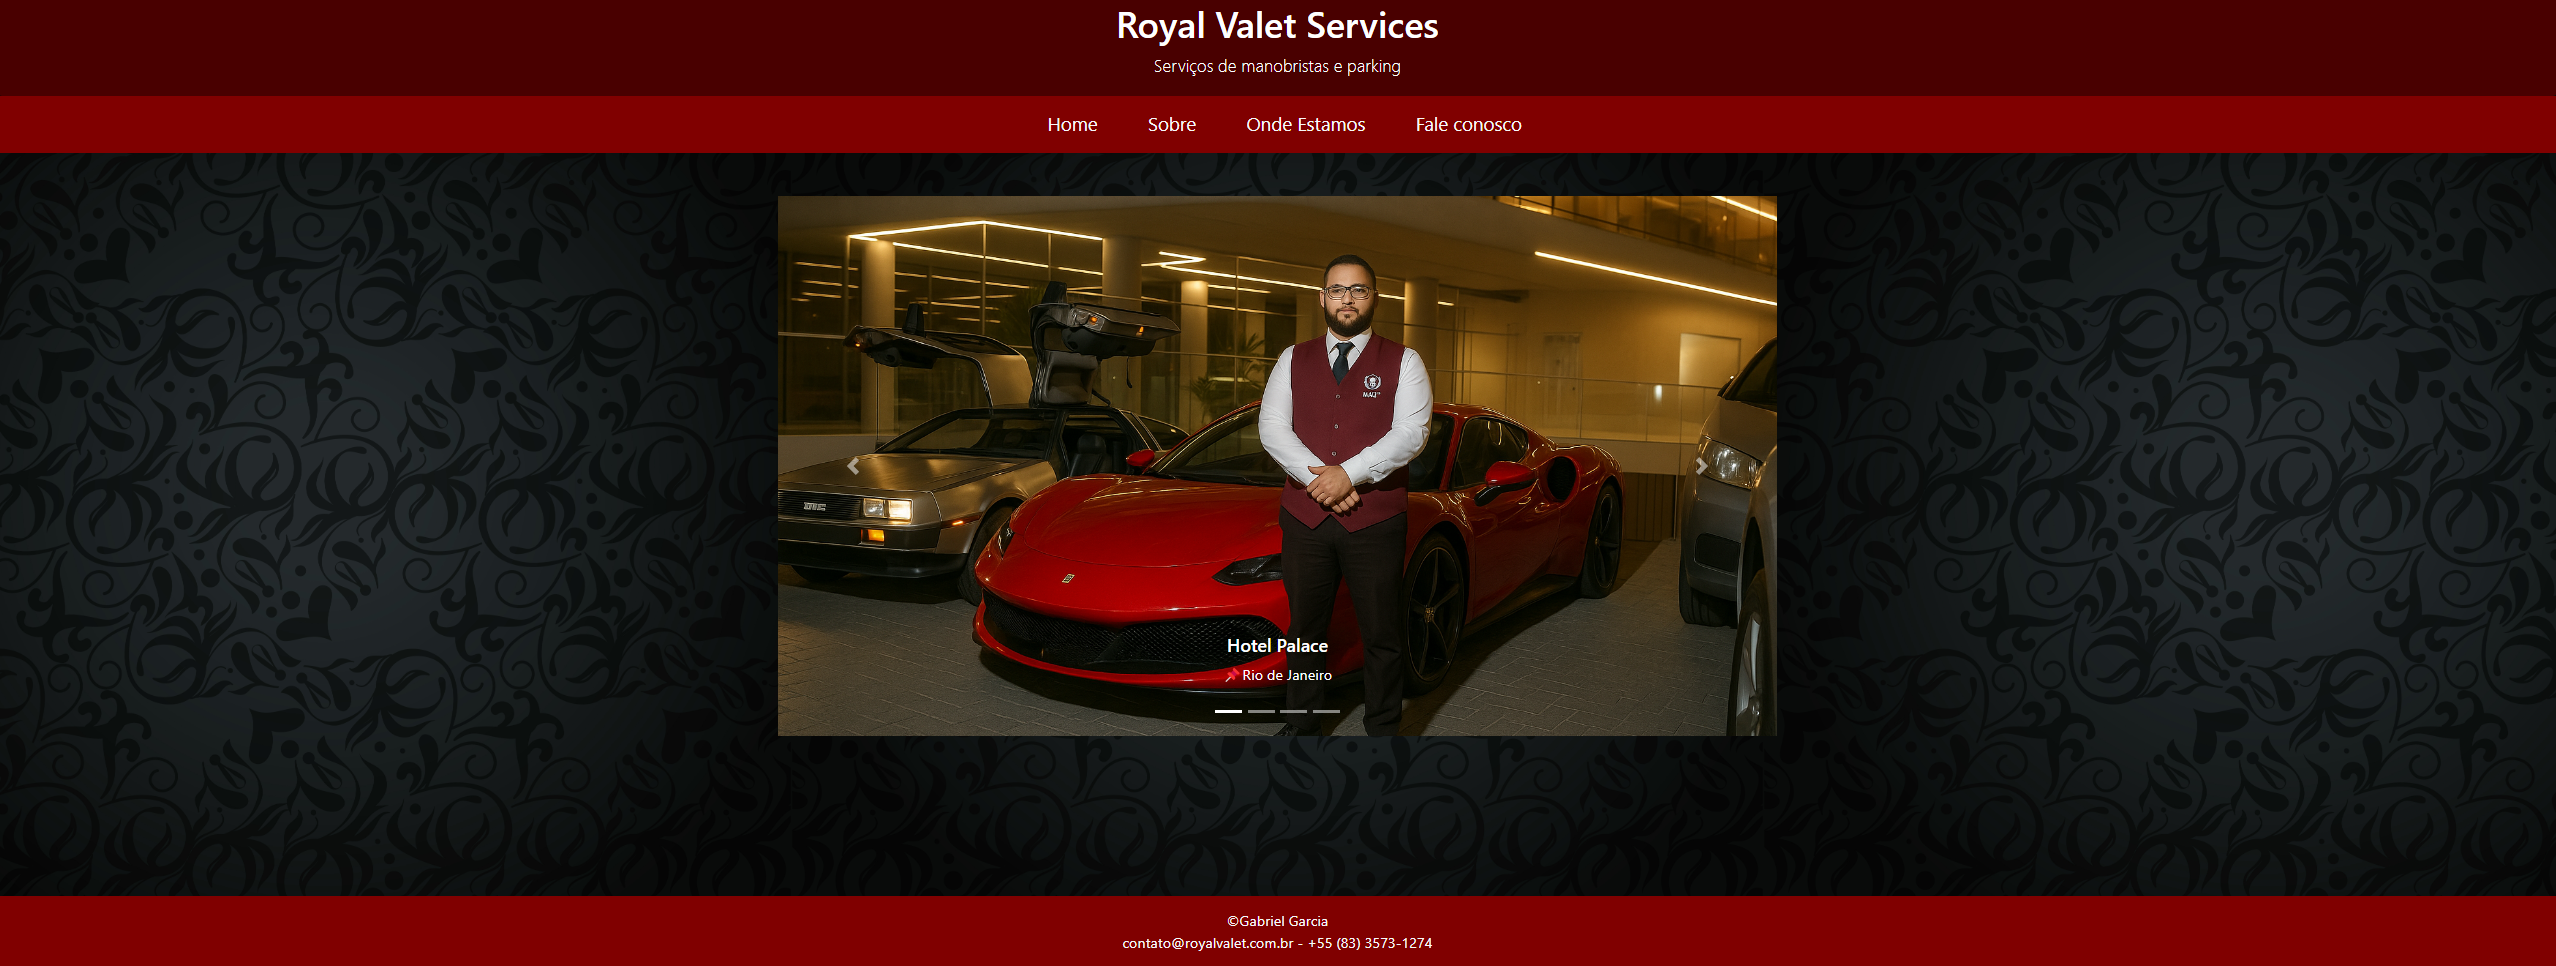 Royal Valet Services
Serviços de manobristas e parking
Home Sobre Onde Estamos Fale conosco
MALJ
Hotel Palace
📌Rio de Janeiro
©Gabriel Garcia
contato@royalvalet.com.br - +55 (83) 3573-1274